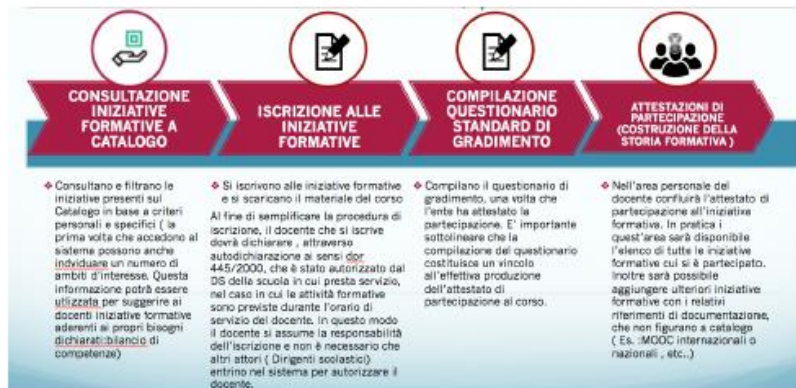 CONSULTAZIONE
INIZIATIVE
FORMATIVE A
CATALOGO
ISCRIZIONE ALLE
INIZIATIVE
FORMATIVE
COMPILAZIONE
QUESTIONARIO
STANDARD DI
GRADIMENTO
ATTESTAZIONI DI
PARTECIPAZIONE
(COSTRUZIONE DELLA
STORIA FORMATIVA )
Consultano e filtrano le
iniziative presenti sul
Catalogo in base a criteri
personali e specifici ( la
prima volta che accedono al
sistema possono anche
indviduare un numero di
ambiti d'interesse. Questa
informazione potrà essere
utlizzata per suggerire ai
docenti iniziative formative
aderenti ai propri bisogni
dichiarati:bilancio di
competenze)
Si iscrivono alle iniziative formative
e si scaricano il materiale del corso
Al fine di semplificare la procedura di
iscrizione, il docente che si iscrive
dovrà dichiarare , attraverso
autodichiarazione ai sensi dpr
445/2000, che è stato autorizzato dal
DS della scuola in cui presta servizio,
nel caso in cui le attività formative
sono previste durante l'orario di
servizio del docente. In questo modo
il docente si assume la responsabilità
dell'iscrizione e non è necessario che
altri attori ( Dirigenti scolastici)
entrino nel sistema per autorizzare il
docente.
Compilano il questionario di
gradimento, una volta che
l'ente ha attestato la
partecipazione. E' importante
sottolineare che la
compilazione del questionario
costituisce un vincolo
all'effettiva produzione
dell'attestato di
partecipazione al corso.
Nell'area personale del
docente confluirà l'attestato di
partecipazione all'iniziativa
formativa. In pratica i
quest'area sarà disponibile
l'elenco di tutte le iniziative
formative cui si è partecipato.
Inoltre sarà possibile
aggiungere ulteriori iniziative
formative con i relativi
riferimenti di documentazione,
che non figurano a catalogo
( Es. :MOOC internazionali o
nazionali , etc..)